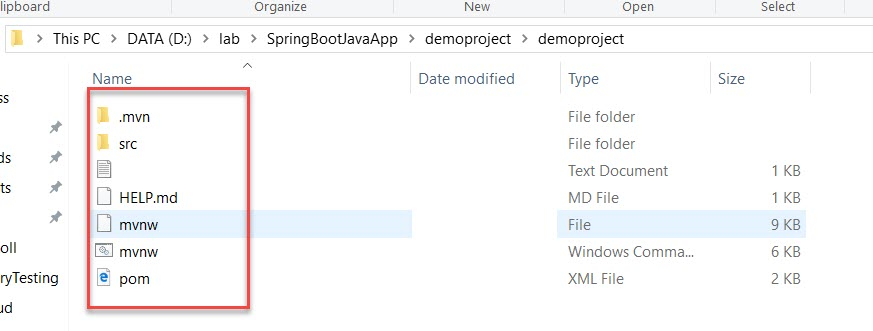 lipboard Organize New Open Select
This PC DATA (D:) lab SpringBootJavaApp demoproject demoproject
Name Date modified Type Size
ss
ds
ts
oll
ryTesting
ud
.mvn File folder
src File folder
Text Document 1 KB
HELP.md MD File 1 KB
mvnw File 9 KB
mvnw Windows Comma... 6 KB
pom XML File 2 KB